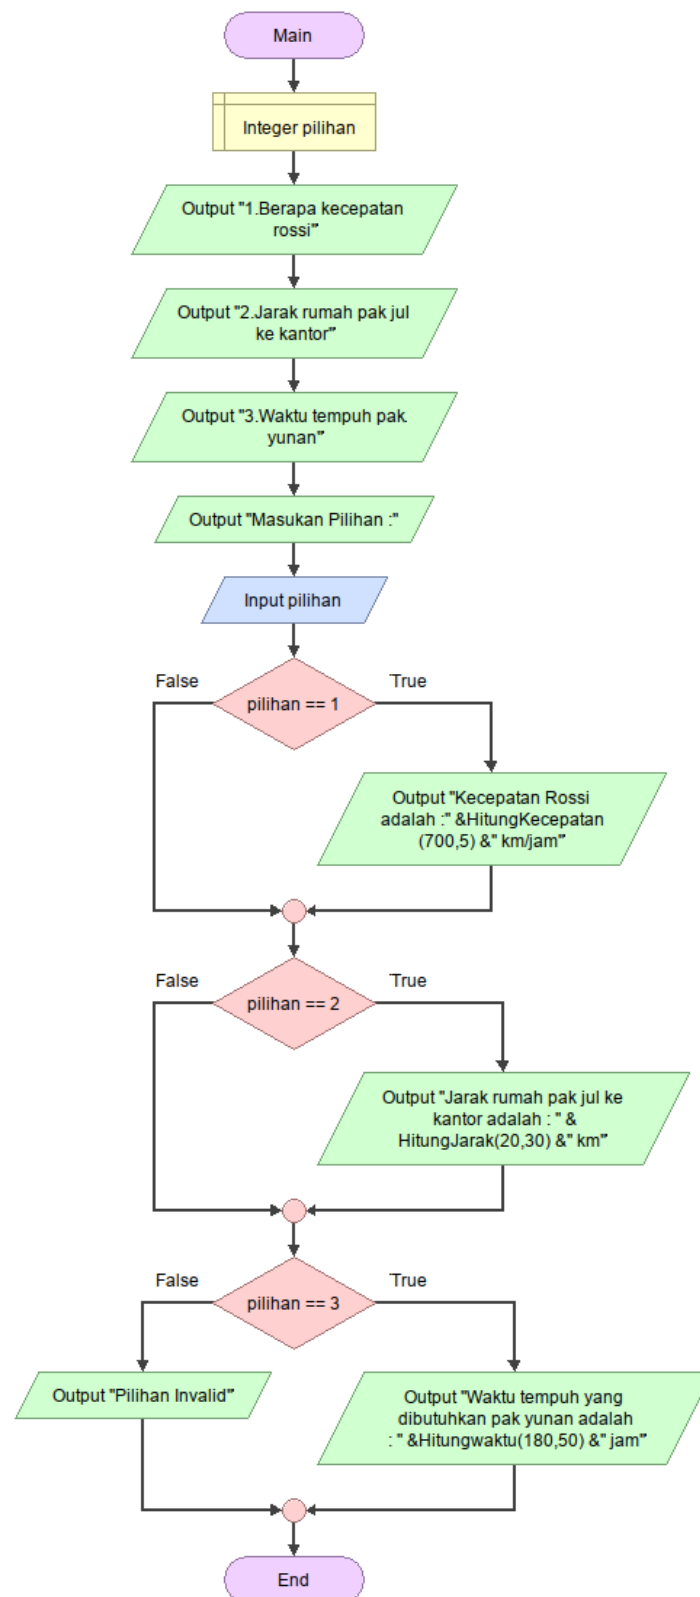 Main
Integer pilihan
Output "1.Berapa kecepatan
rossi"
Output "2.Jarak rumah pak jul
ke kantor"
Output "3.Waktu tempuh pak
yunan"
Output "Masukan Pilihan :"
Input pilihan
False
True
pilihan == 1
Output "Kecepatan Rossi
adalah :" &HitungKecepatan
(700,5) &" km/jam"
False
True
pilihan == 2
Output "Jarak rumah pak jul ke
kantor adalah : " &
HitungJarak(20,30) &" km"
False
True
pilihan == 3
Output "Pilihan Invalid"
Output "Waktu tempuh yang
dibutuhkan pak yunan adalah
: " &Hitungwaktu(180,50) &" jam"
End